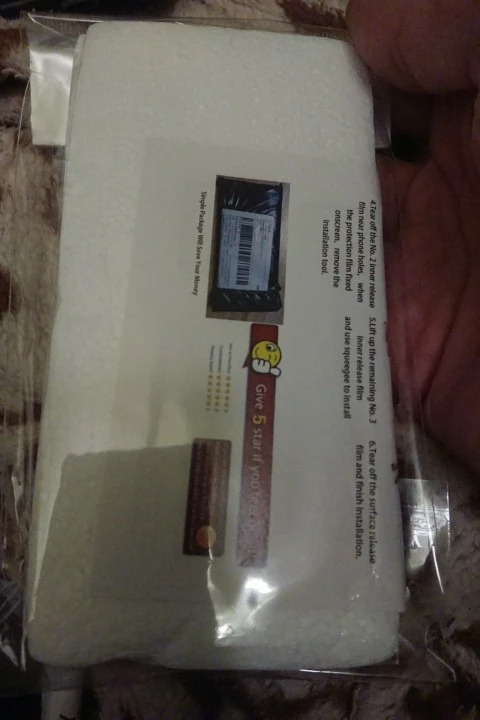 4.Tear off the No. 2 inner release
film near phone holes, when
the protection film fixed
onscreen, remove the
installation tool.
5.Lift up the remaining No. 3
inner release film
and use squeegee to install
6.Tear off the surface release
film and finish installation.
Simple Package Will Save Your Money
Give 5 star if you